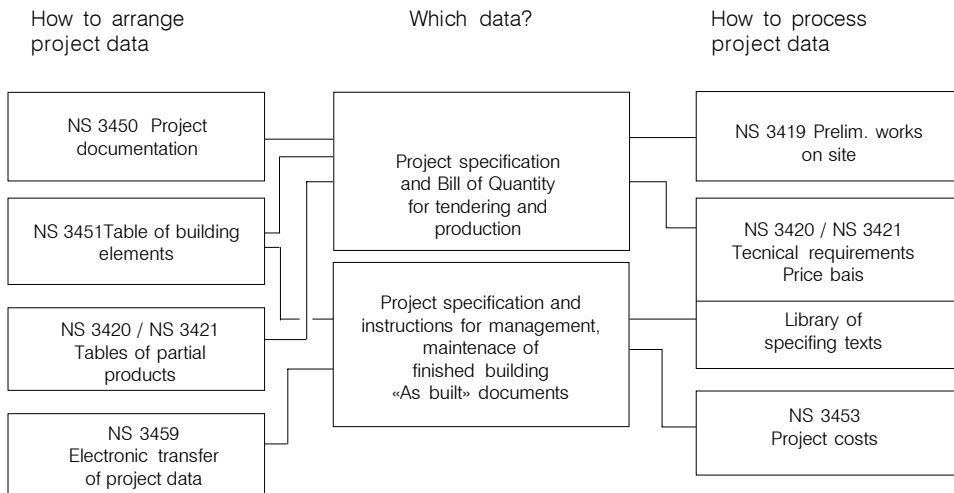 How to arrange
project data
Which data?
How to process
project data
NS 3450 Project
documentation
NS 3451Table of building
elements
NS 3420 / NS 3421
Tables of partial
products
NS 3459
Electronic transfer
of project data
Project specification
and Bill of Quantity
for tendering and
production
Project specification and
instructions for management,
maintenace of
finished building
«As built» documents
NS 3419 Prelim. works
on site
NS 3420 / NS 3421
Tecnical requirements
Price bais
Library of
specifing texts
NS 3453
Project costs